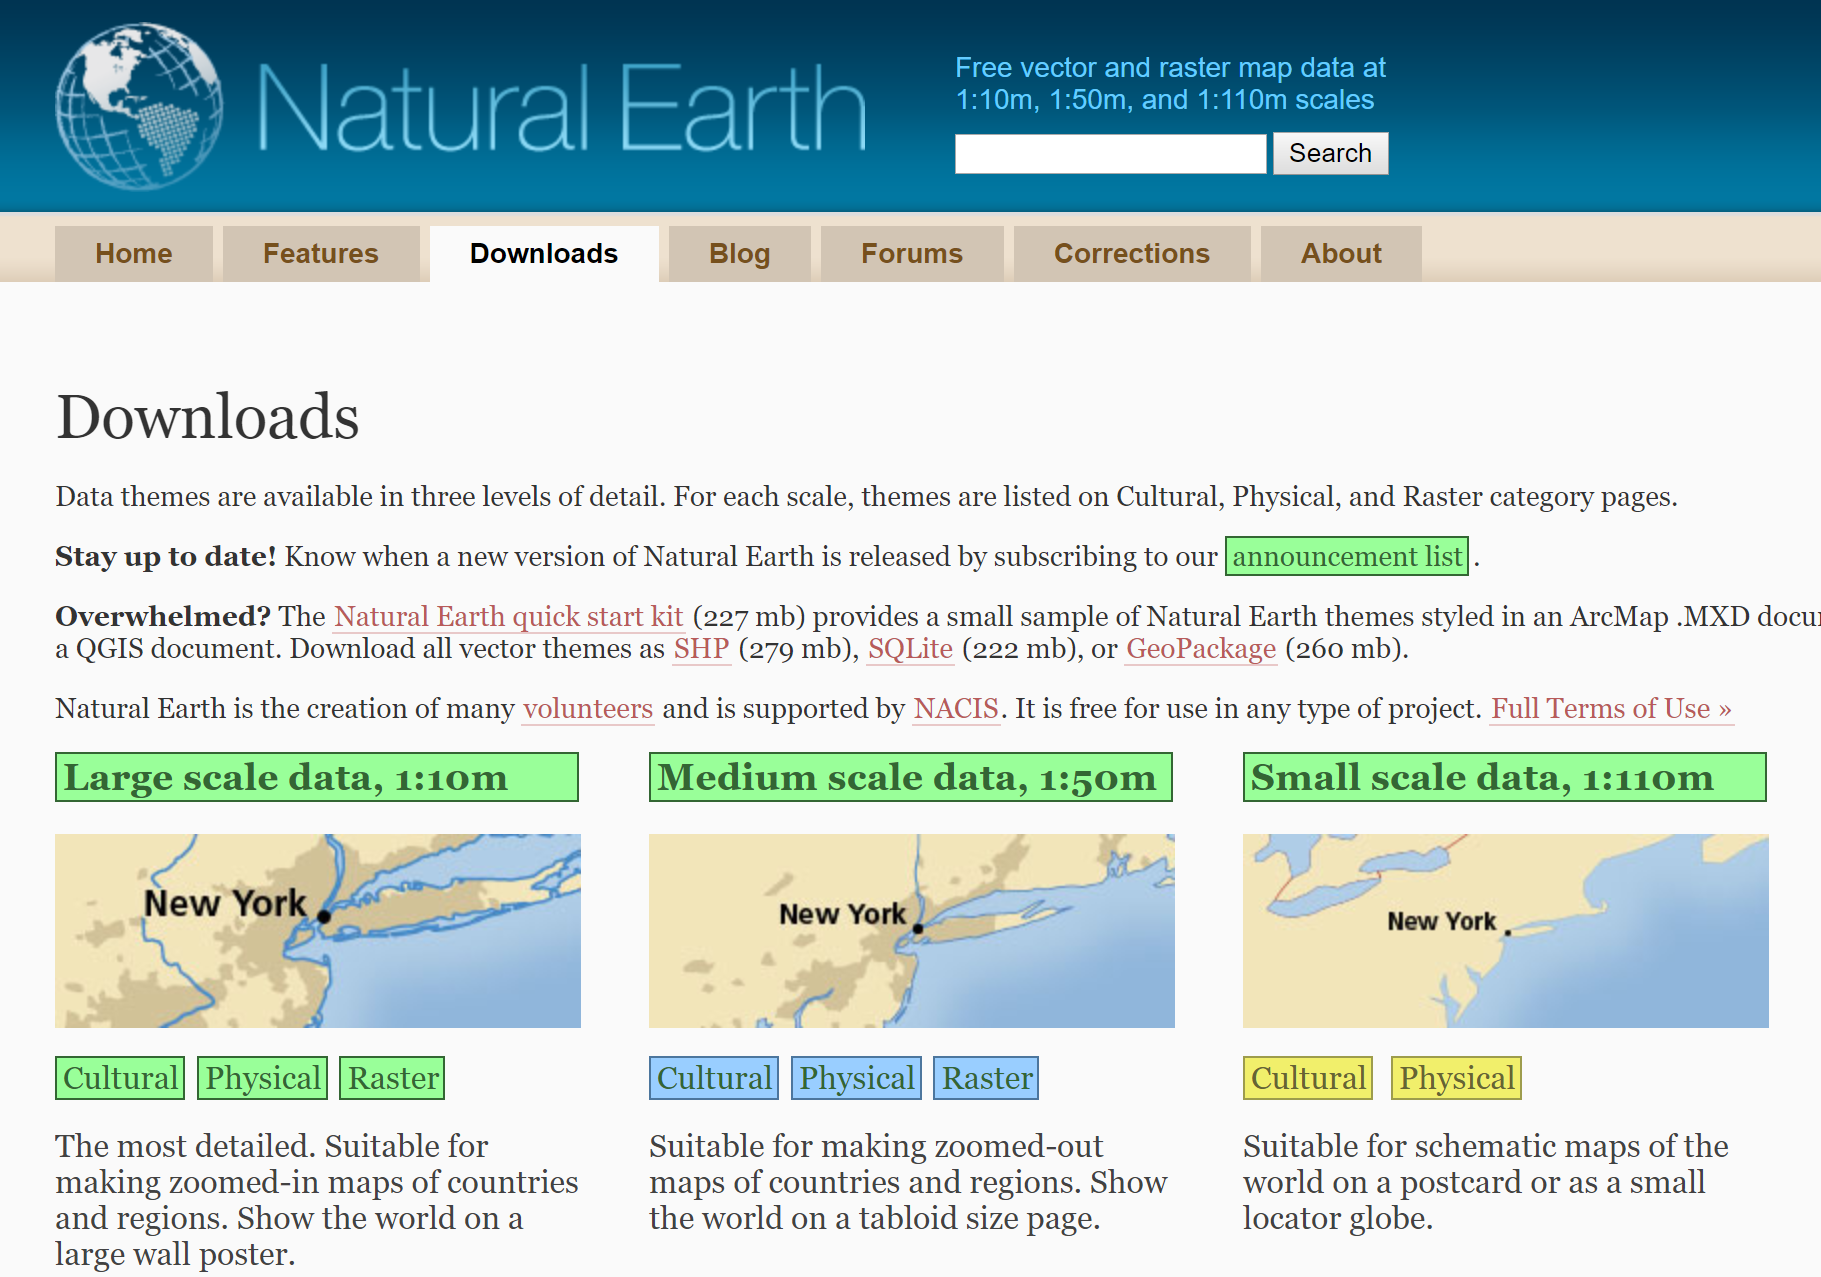 Natural Earth
Free vector and raster map data at
1:10m, 1:50m, and 1:110m scales
Search
Home
Features
Downloads
Blog
Forums
Corrections
About
Downloads
Data themes are available in three levels of detail. For each scale, themes are listed on Cultural, Physical, and Raster category pages.
Stay up to date! Know when a new version of Natural Earth is released by subscribing to our announcement list.
Overwhelmed? The Natural Earth quick start kit (227 mb) provides a small sample of Natural Earth themes styled in an ArcMap .MXD
a QGIS document. Download all vector themes as SHP (279 mb), SQLite (222 mb), or GeoPackage (260 mb).
Natural Earth is the creation of many volunteers and is supported by NACIS. It is free for use in any type of project. Full Terms of Use »
Large scale data, 1:10m
New York
Cultural Physical Raster
The most detailed. Suitable for
making zoomed-in maps of countries
and regions. Show the world on a
large wall poster.
Medium scale data, 1:50m
New York
Cultural Physical Raster
Suitable for making zoomed-out
maps of countries and regions. Show
the world on a tabloid size page.
Small scale data, 1:110m
New York
Cultural Physical
Suitable for schematic maps of the
world on a postcard or as a small
locator globe.